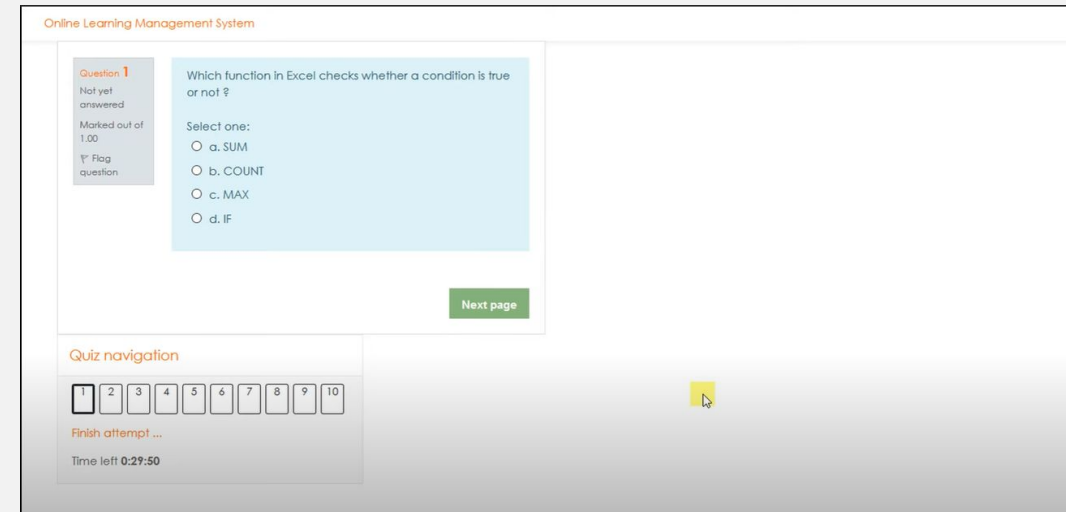 Online Learning Management System
Question 1
Not yet
answered
Marked out of
1.00
Flag
question
Which function in Excel checks whether a condition is true
or not ?
Select one:
a. SUM
b. COUNT
c. MAX
d. IF
Next page
Quiz navigation
1 2 3 4 5 6 7 8 9 10
Finish attempt ...
Time left 0:29:50